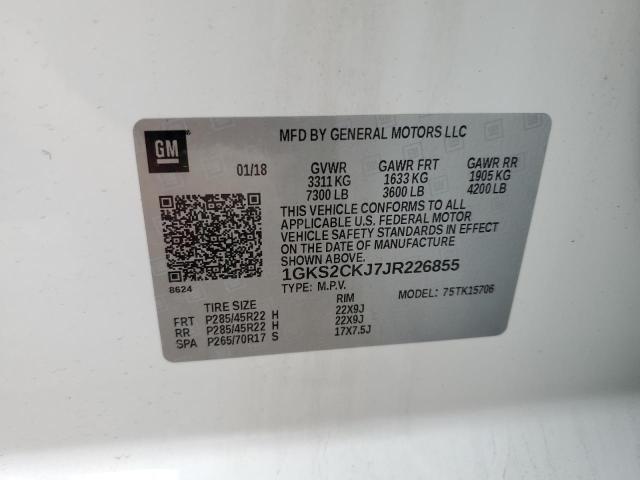 GM
MFD BY GENERAL MOTORS LLC
01/18 GVWR GAWR FRT GAWR RR
3311 KG 1633 KG 1905 KG
7300 LB 3600 LB 4200 LB
THIS VEHICLE CONFORMS TO ALL
APPLICABLE U.S. FEDERAL MOTOR
VEHICLE SAFETY STANDARDS IN EFFECT
ON THE DATE OF MANUFACTURE
SHOWN ABOVE.
1GKS2CKJ7JR226855
8624
TYPE: M.P.V. MODEL: 75TK15706
TIRE SIZE RIM
FRT P285/45R22 H 22X9J
RR P285/45R22 H 22X9J
SPA P265/70R17 S 17X7.5J